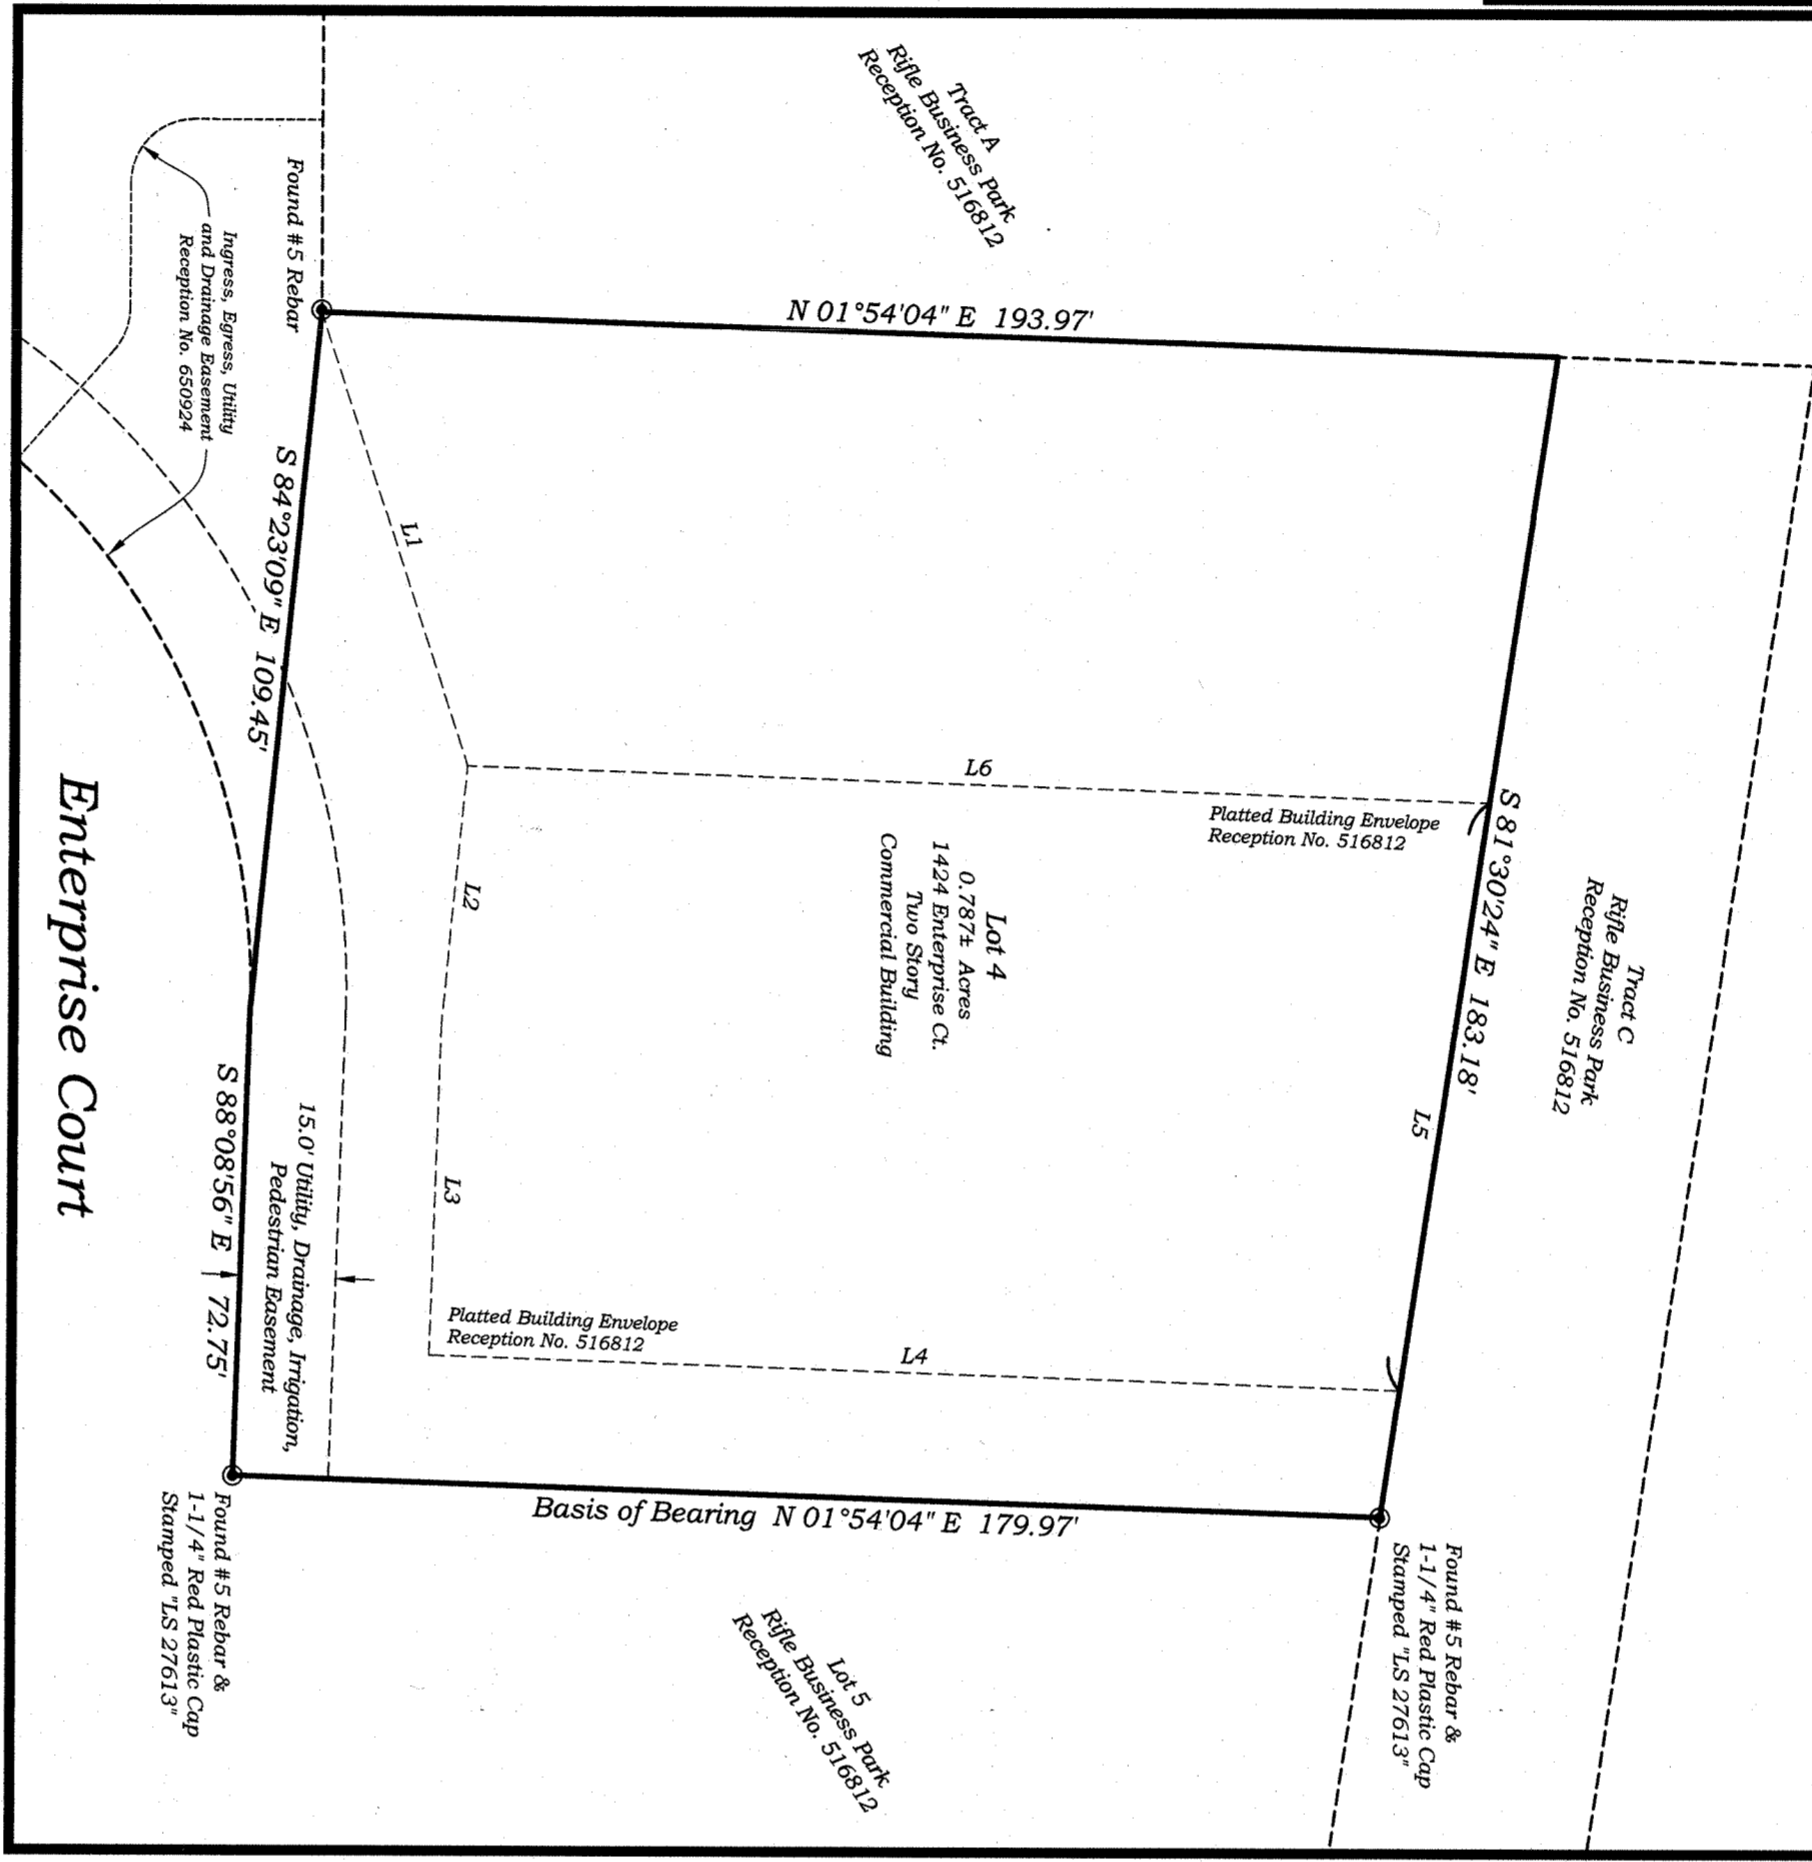 Tract A
Rifle Business Park
Reception No. 516812
Found #5 Rebar
Ingress, Egress, Utility
and Drainage Easement
Reception No. 650924
N 01°54'04" E 193.97'
S 84°23'09" E 109.45'
L1
L6
Platted Building Envelope
Reception No. 516812
S 81°30'24" E 183.18'
Tract C
Rifle Business Park
Reception No. 516812
L2
Lot 4
0.787± Acres
1424 Enterprise Ct.
Two Story
Commercial Building
L5
Enterprise Court
S 88°08'56" E 72.75'
15.0' Utility, Drainage, Irrigation,
Pedestrian Easement
L3
Platted Building Envelope
Reception No. 516812
L4
Basis of Bearing N 01°54'04" E 179.97'
Found #5 Rebar &
1-1/4" Red Plastic Cap
Stamped "LS 27613"
Found #5 Rebar &
1-1/4" Red Plastic Cap
Stamped "LS 27613"
Lot 5
Rifle Business Park
Reception No. 516812